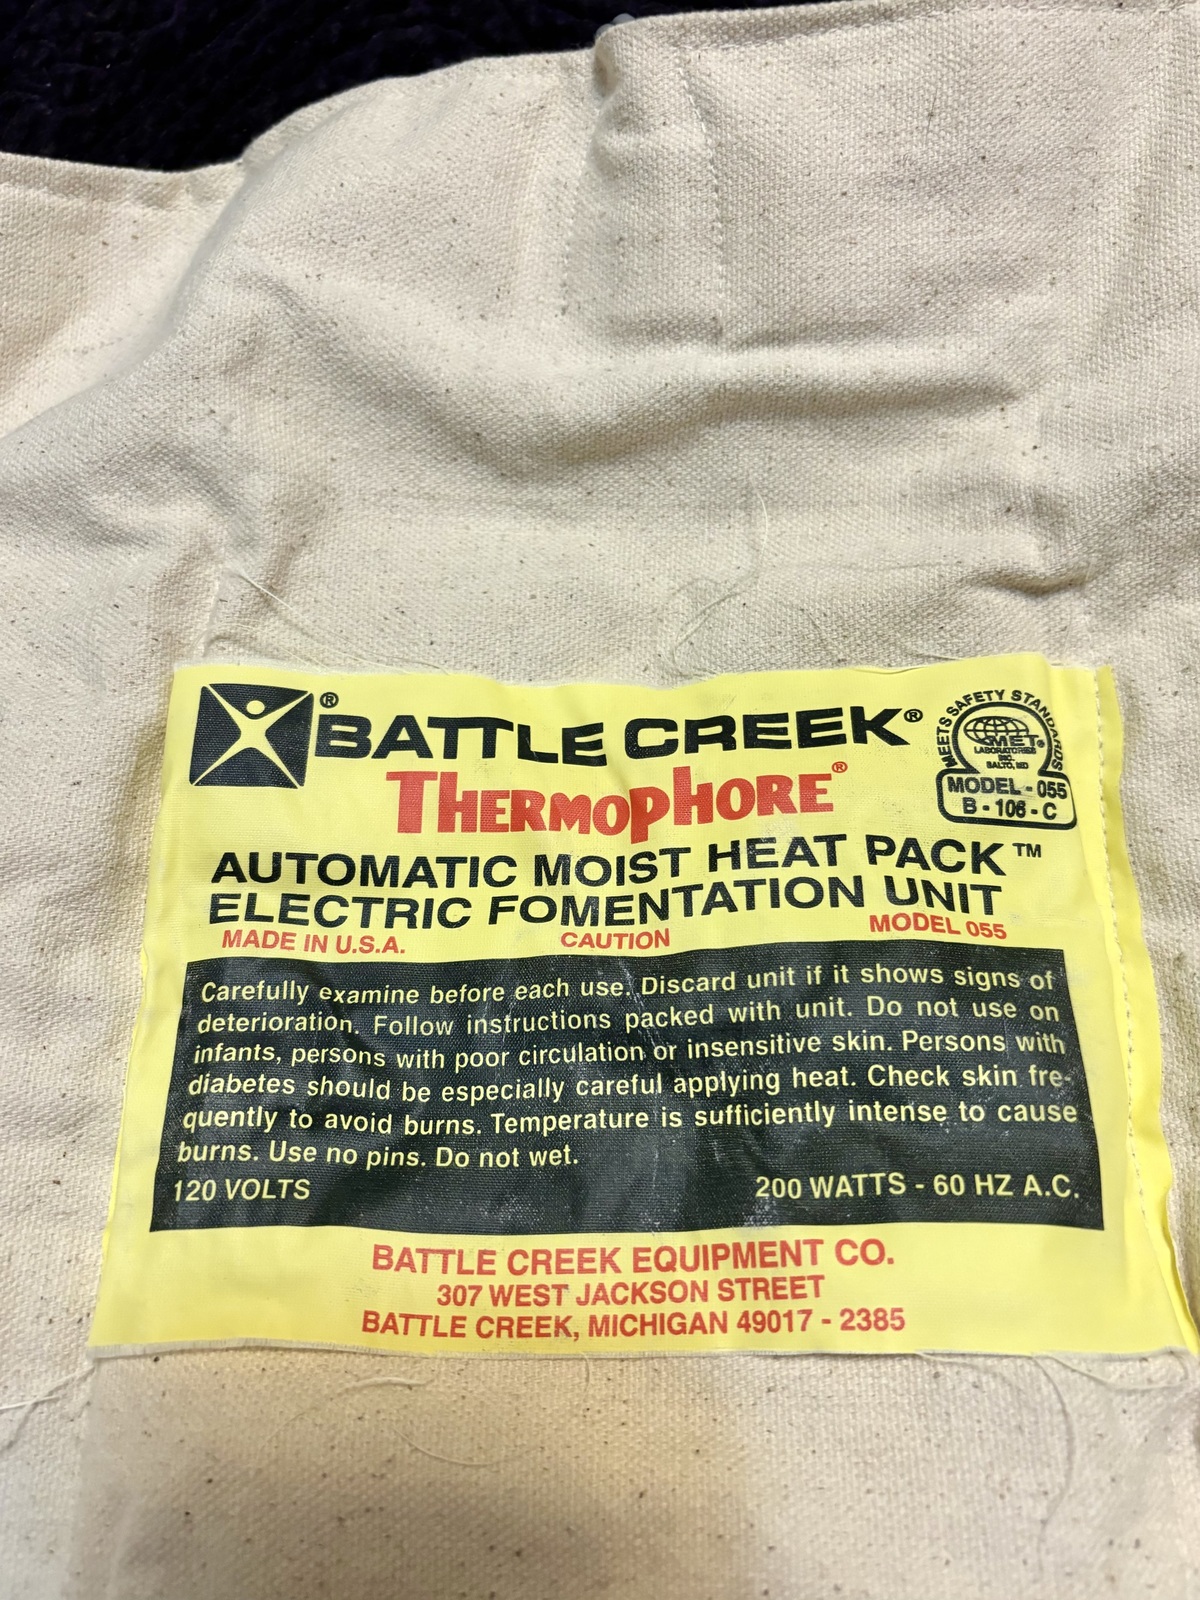 ® BATTLE CREEK®
MEETS SAFETY STANDARDS
MET®
LABORATORIES
INC.
BALTO, MD
MODEL - 055
B - 106 - C
THERMOPHORE®
AUTOMATIC MOIST HEAT PACK™
ELECTRIC FOMENTATION UNIT
MADE IN U.S.A. CAUTION MODEL 055
Carefully examine before each use. Discard unit if it shows signs of
deterioration. Follow instructions packed with unit. Do not use on
infants, persons with poor circulation or insensitive skin. Persons with
diabetes should be especially careful applying heat. Check skin fre-
quently to avoid burns. Temperature is sufficiently intense to cause
burns. Use no pins. Do not wet.
120 VOLTS 200 WATTS - 60 HZ A.C.
BATTLE CREEK EQUIPMENT CO.
307 WEST JACKSON STREET
BATTLE CREEK, MICHIGAN 49017 - 2385